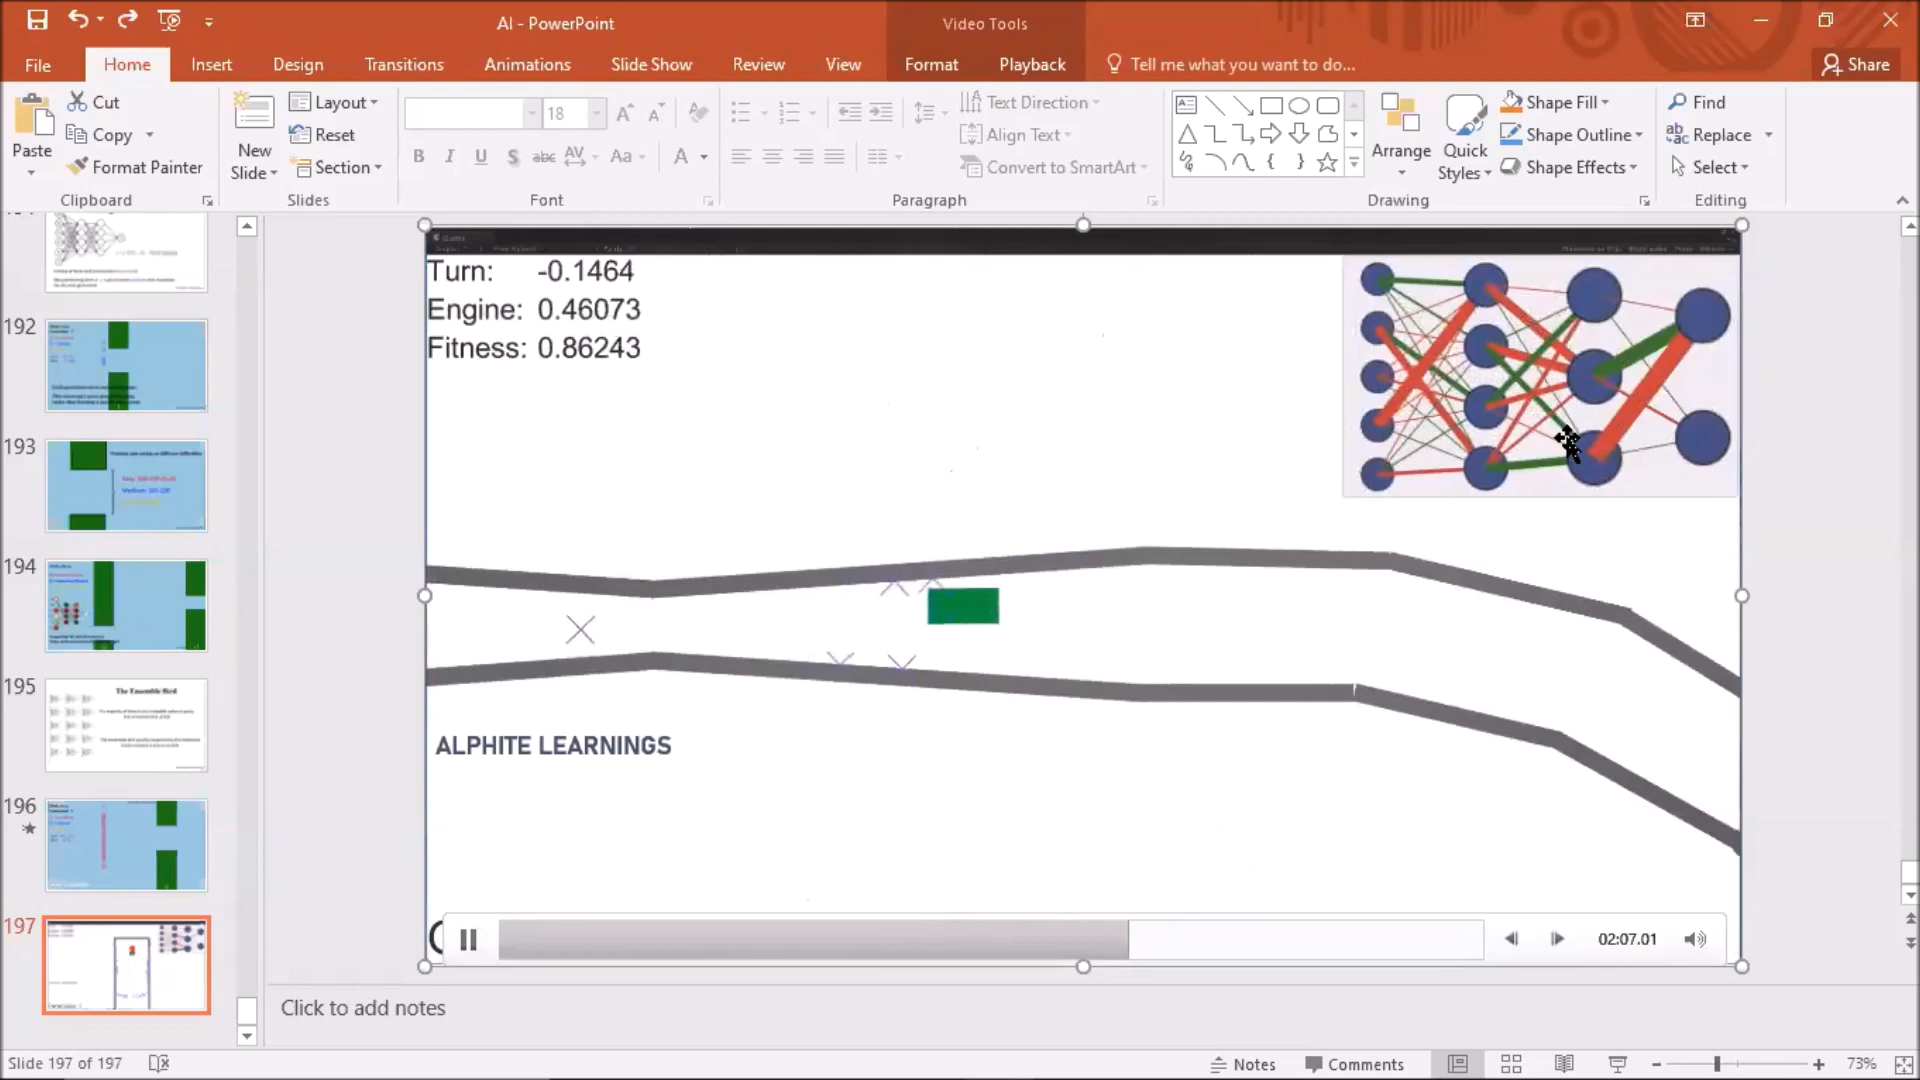 AI - PowerPoint
Video Tools
File
Home
Insert
Design
Transitions
Animations
Slide Show
Review
View
Format
Playback
Tell me what you want to do...
Share
Paste
Cut
Copy
Format Painter
Clipboard
New
Slide
Layout
Reset
Section
Slides
18
Font
Text Direction
Align Text
Convert to SmartArt
Paragraph
Arrange
Quick
Styles
Shape Fill
Shape Outline
Shape Effects
Drawing
Find
Replace
Select
Editing
192
193
194
195
The Ensemble Bird
196
197
Turn: -0.1464
Engine: 0.46073
Fitness: 0.86243
ALPHITE LEARNINGS
02:07.01
Click to add notes
Slide 197 of 197
Notes
Comments
73%